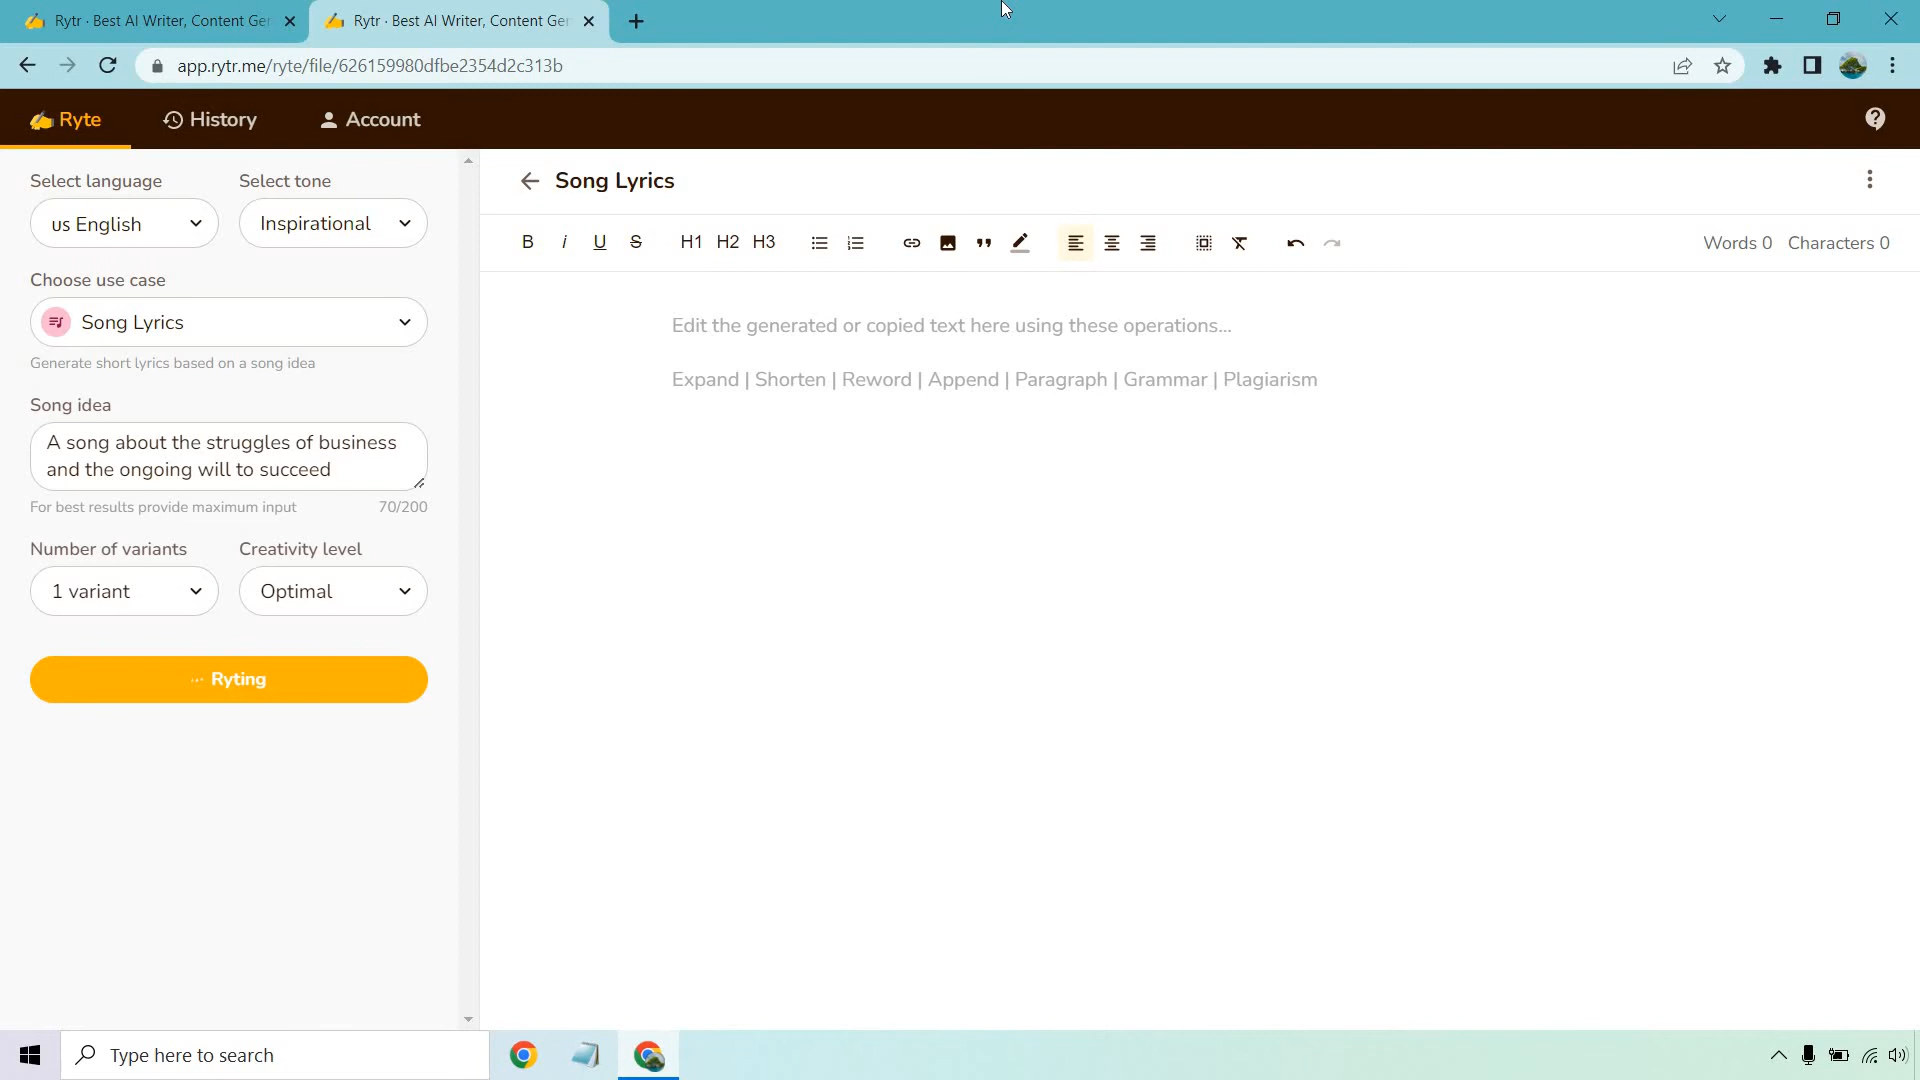 Rytr · Best AI Writer, Content Ger
Rytr · Best AI Writer, Content Ger
app.rytr.me/ryte/file/626159980dfbe2354d2c313b
Ryte
History
Account
Select language
Select tone
us English
Inspirational
Choose use case
Song Lyrics
Generate short lyrics based on a song idea
Song idea
A song about the struggles of business
and the ongoing will to succeed
For best results provide maximum input
70/200
Number of variants
Creativity level
1 variant
Optimal
Ryting
Song Lyrics
B i U S H1 H2 H3
Words 0 Characters 0
Edit the generated or copied text here using these operations...
Expand | Shorten | Reword | Append | Paragraph | Grammar | Plagiarism
Type here to search